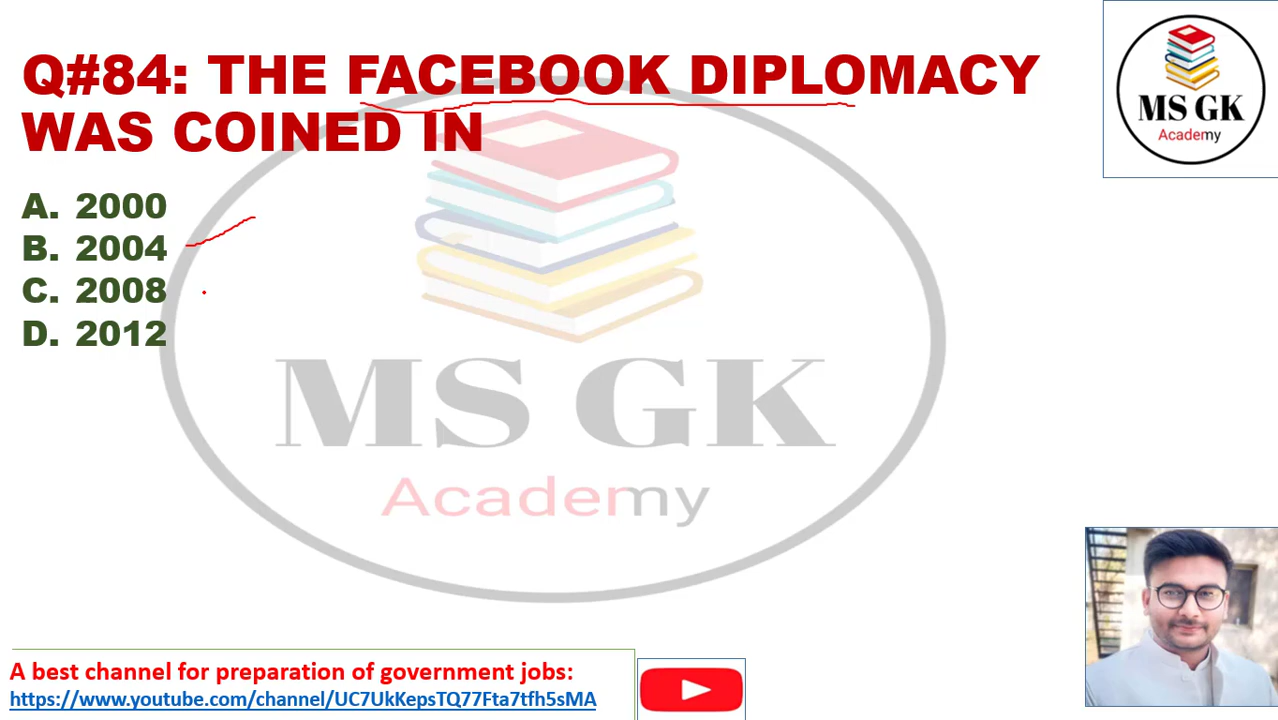 Q#84: THE FACEBOOK DIPLOMACY
WAS COINED IN
A. 2000
B. 2004
C. 2008
D. 2012
MS GK
Academy
MS GK
Academy
A best channel for preparation of government jobs:
https://www.youtube.com/channel/UC7UkKepsTQ77Fta7tfh5sMA